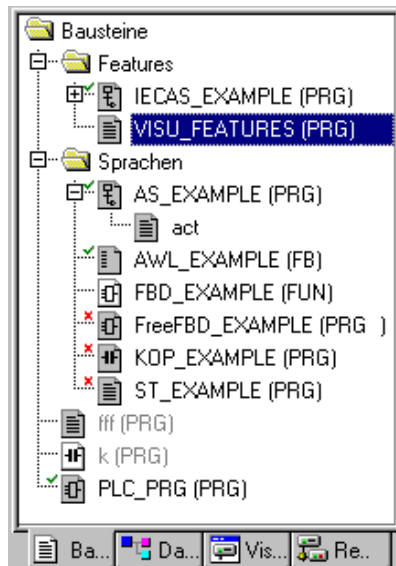 Bausteine
Features
IECAS_EXAMPLE (PRG)
VISU_FEATURES (PRG)
Sprachen
AS_EXAMPLE (PRG)
act
AWL_EXAMPLE (FB)
FBD_EXAMPLE (FUN)
FreeFBD_EXAMPLE (PRG )
KOP_EXAMPLE (PRG)
ST_EXAMPLE (PRG)
fff (PRG)
k (PRG)
PLC_PRG (PRG)
Ba... Da... Vis... Re..